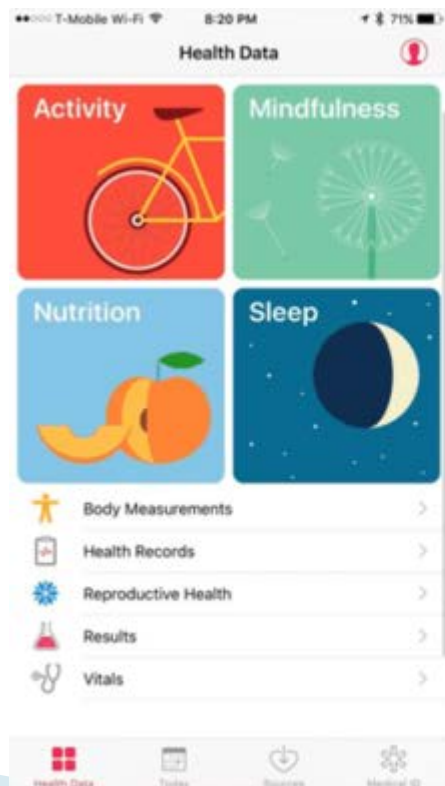 T-Mobile Wi-Fi 8:20 PM 71%
Health Data
Activity Mindfulness
Nutrition Sleep
Body Measurements
Health Records
Reproductive Health
Results
Vitals
Health Data Today Sources Medical ID